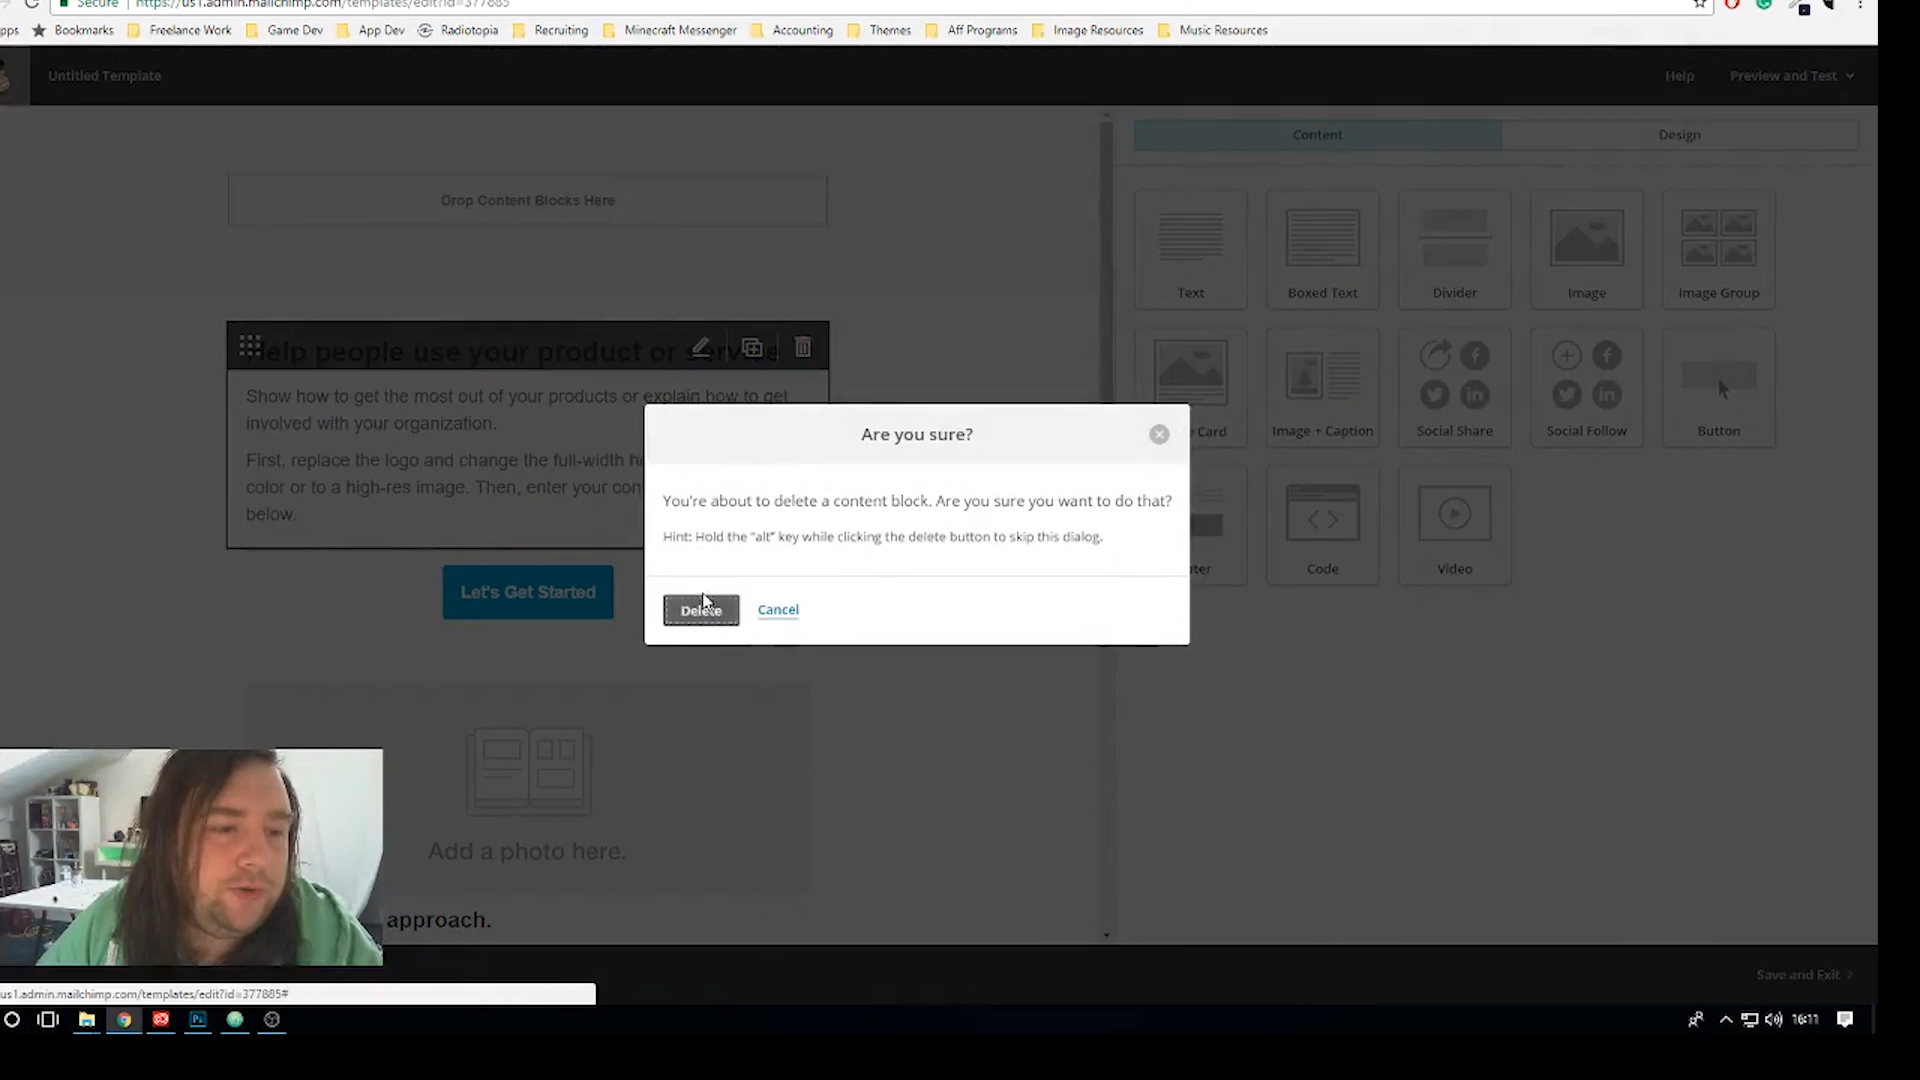 Secure https://us1.admin.mailchimp.com/templates/edit?id=377885
Bookmarks Freelance Work Game Dev App Dev Radiotopia Recruiting Minecraft Messenger Accounting Themes Aff Programs Image Resources Music Resources
Untitled Template Help Preview and Test
Content Design
Drop Content Blocks Here
Text Boxed Text Divider Image Image Group
Help people use your product or service
Show how to get the most out of your products or explain how to get
involved with your organization.
First, replace the logo and change the full-width
color or to a high-res image. Then, enter your
below.
Card Image + Caption Social Share Social Follow Button
Are you sure?
You're about to delete a content block. Are you sure you want to do that?
Hint: Hold the "alt" key while clicking the delete button to skip this dialog.
Delete Cancel
Code Video
Let's Get Started
Add a photo here.
approach.
Save and Exit
us1.admin.mailchimp.com/templates/edit?id=377885#
Ps
16:11